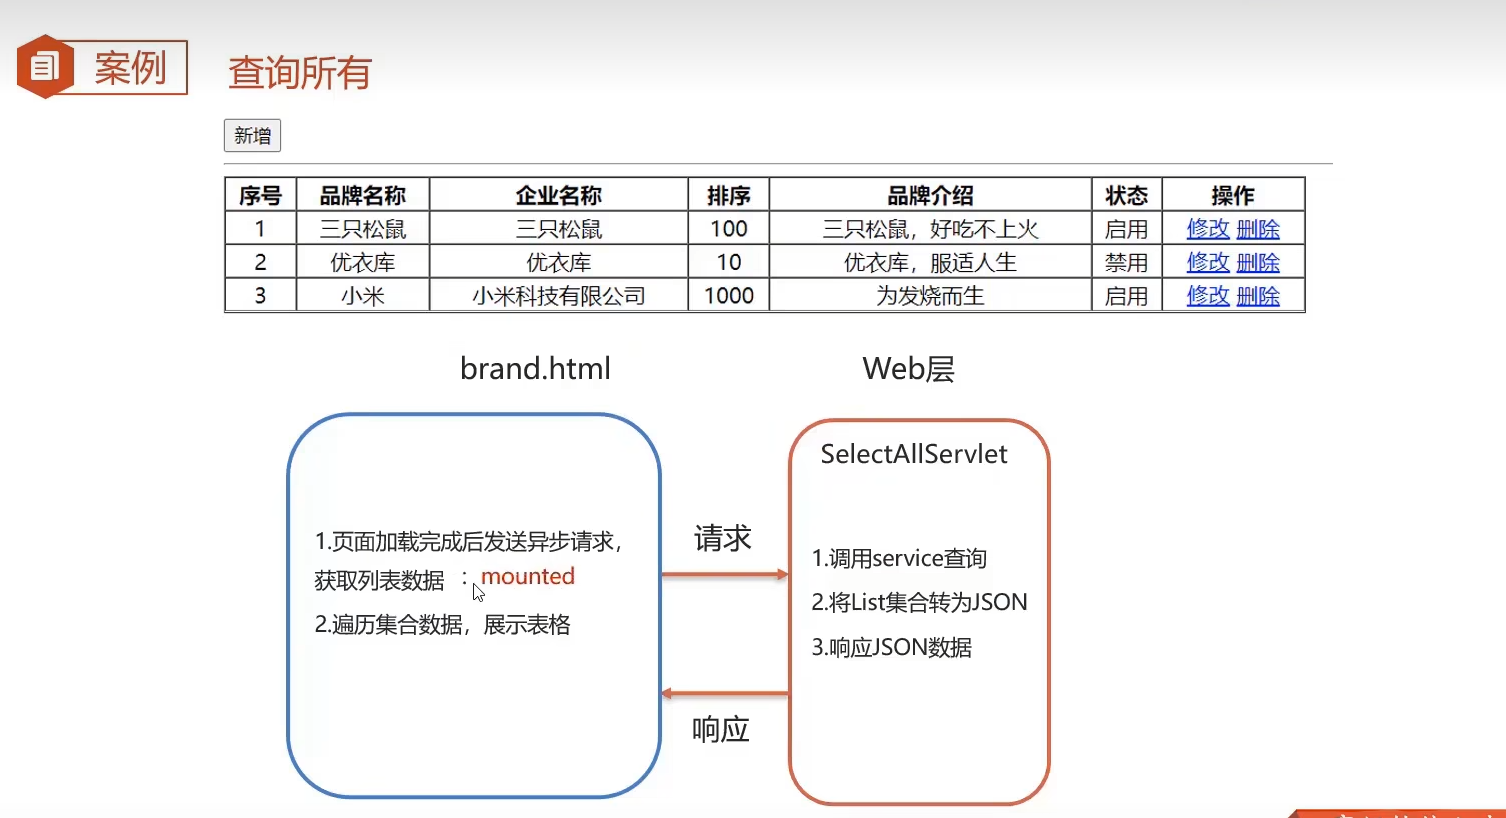 案例
查询所有
新增
序号 品牌名称 企业名称 排序 品牌介绍 状态 操作
1 三只松鼠 三只松鼠 100 三只松鼠，好吃不上火 启用 修改 删除
2 优衣库 优衣库 10 优衣库，服适人生 禁用 修改 删除
3 小米 小米科技有限公司 1000 为发烧而生 启用 修改 删除
brand.html
Web层
1.页面加载完成后发送异步请求，
获取列表数据 ：mounted
2.遍历集合数据，展示表格
请求
响应
SelectAllServlet
1.调用service查询
2.将List集合转为JSON
3.响应JSON数据